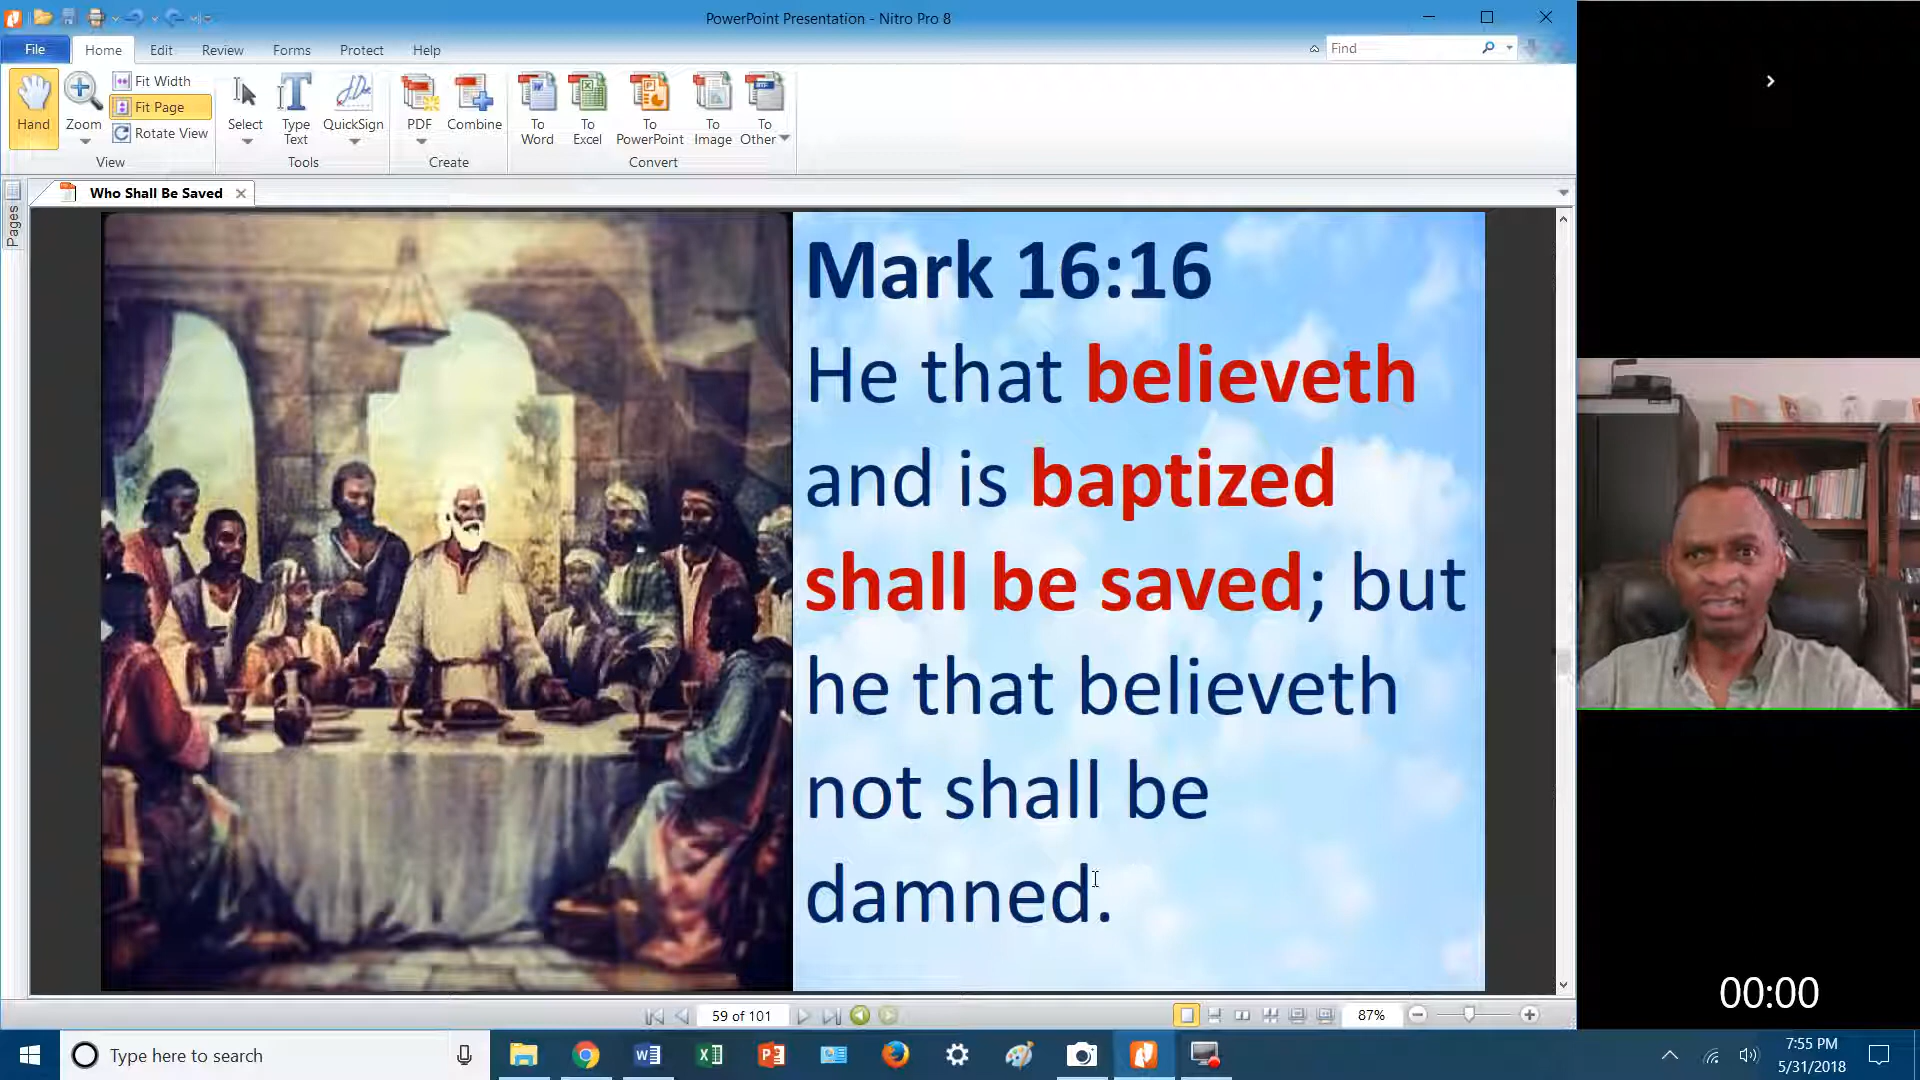 PowerPoint Presentation - Nitro Pro 8
File Home Edit Review Forms Protect Help
Find
Hand
Zoom
Fit Width
Fit Page
Rotate View
View
Select
Type Text
QuickSign
Tools
PDF
Combine
Create
To Word
To Excel
To PowerPoint
To Image
To Other
Convert
Pages
Who Shall Be Saved
Mark 16:16
He that believeth
and is baptized
shall be saved; but
he that believeth
not shall be
damned.
00:00
59 of 101
87%
Type here to search
7:55 PM
5/31/2018